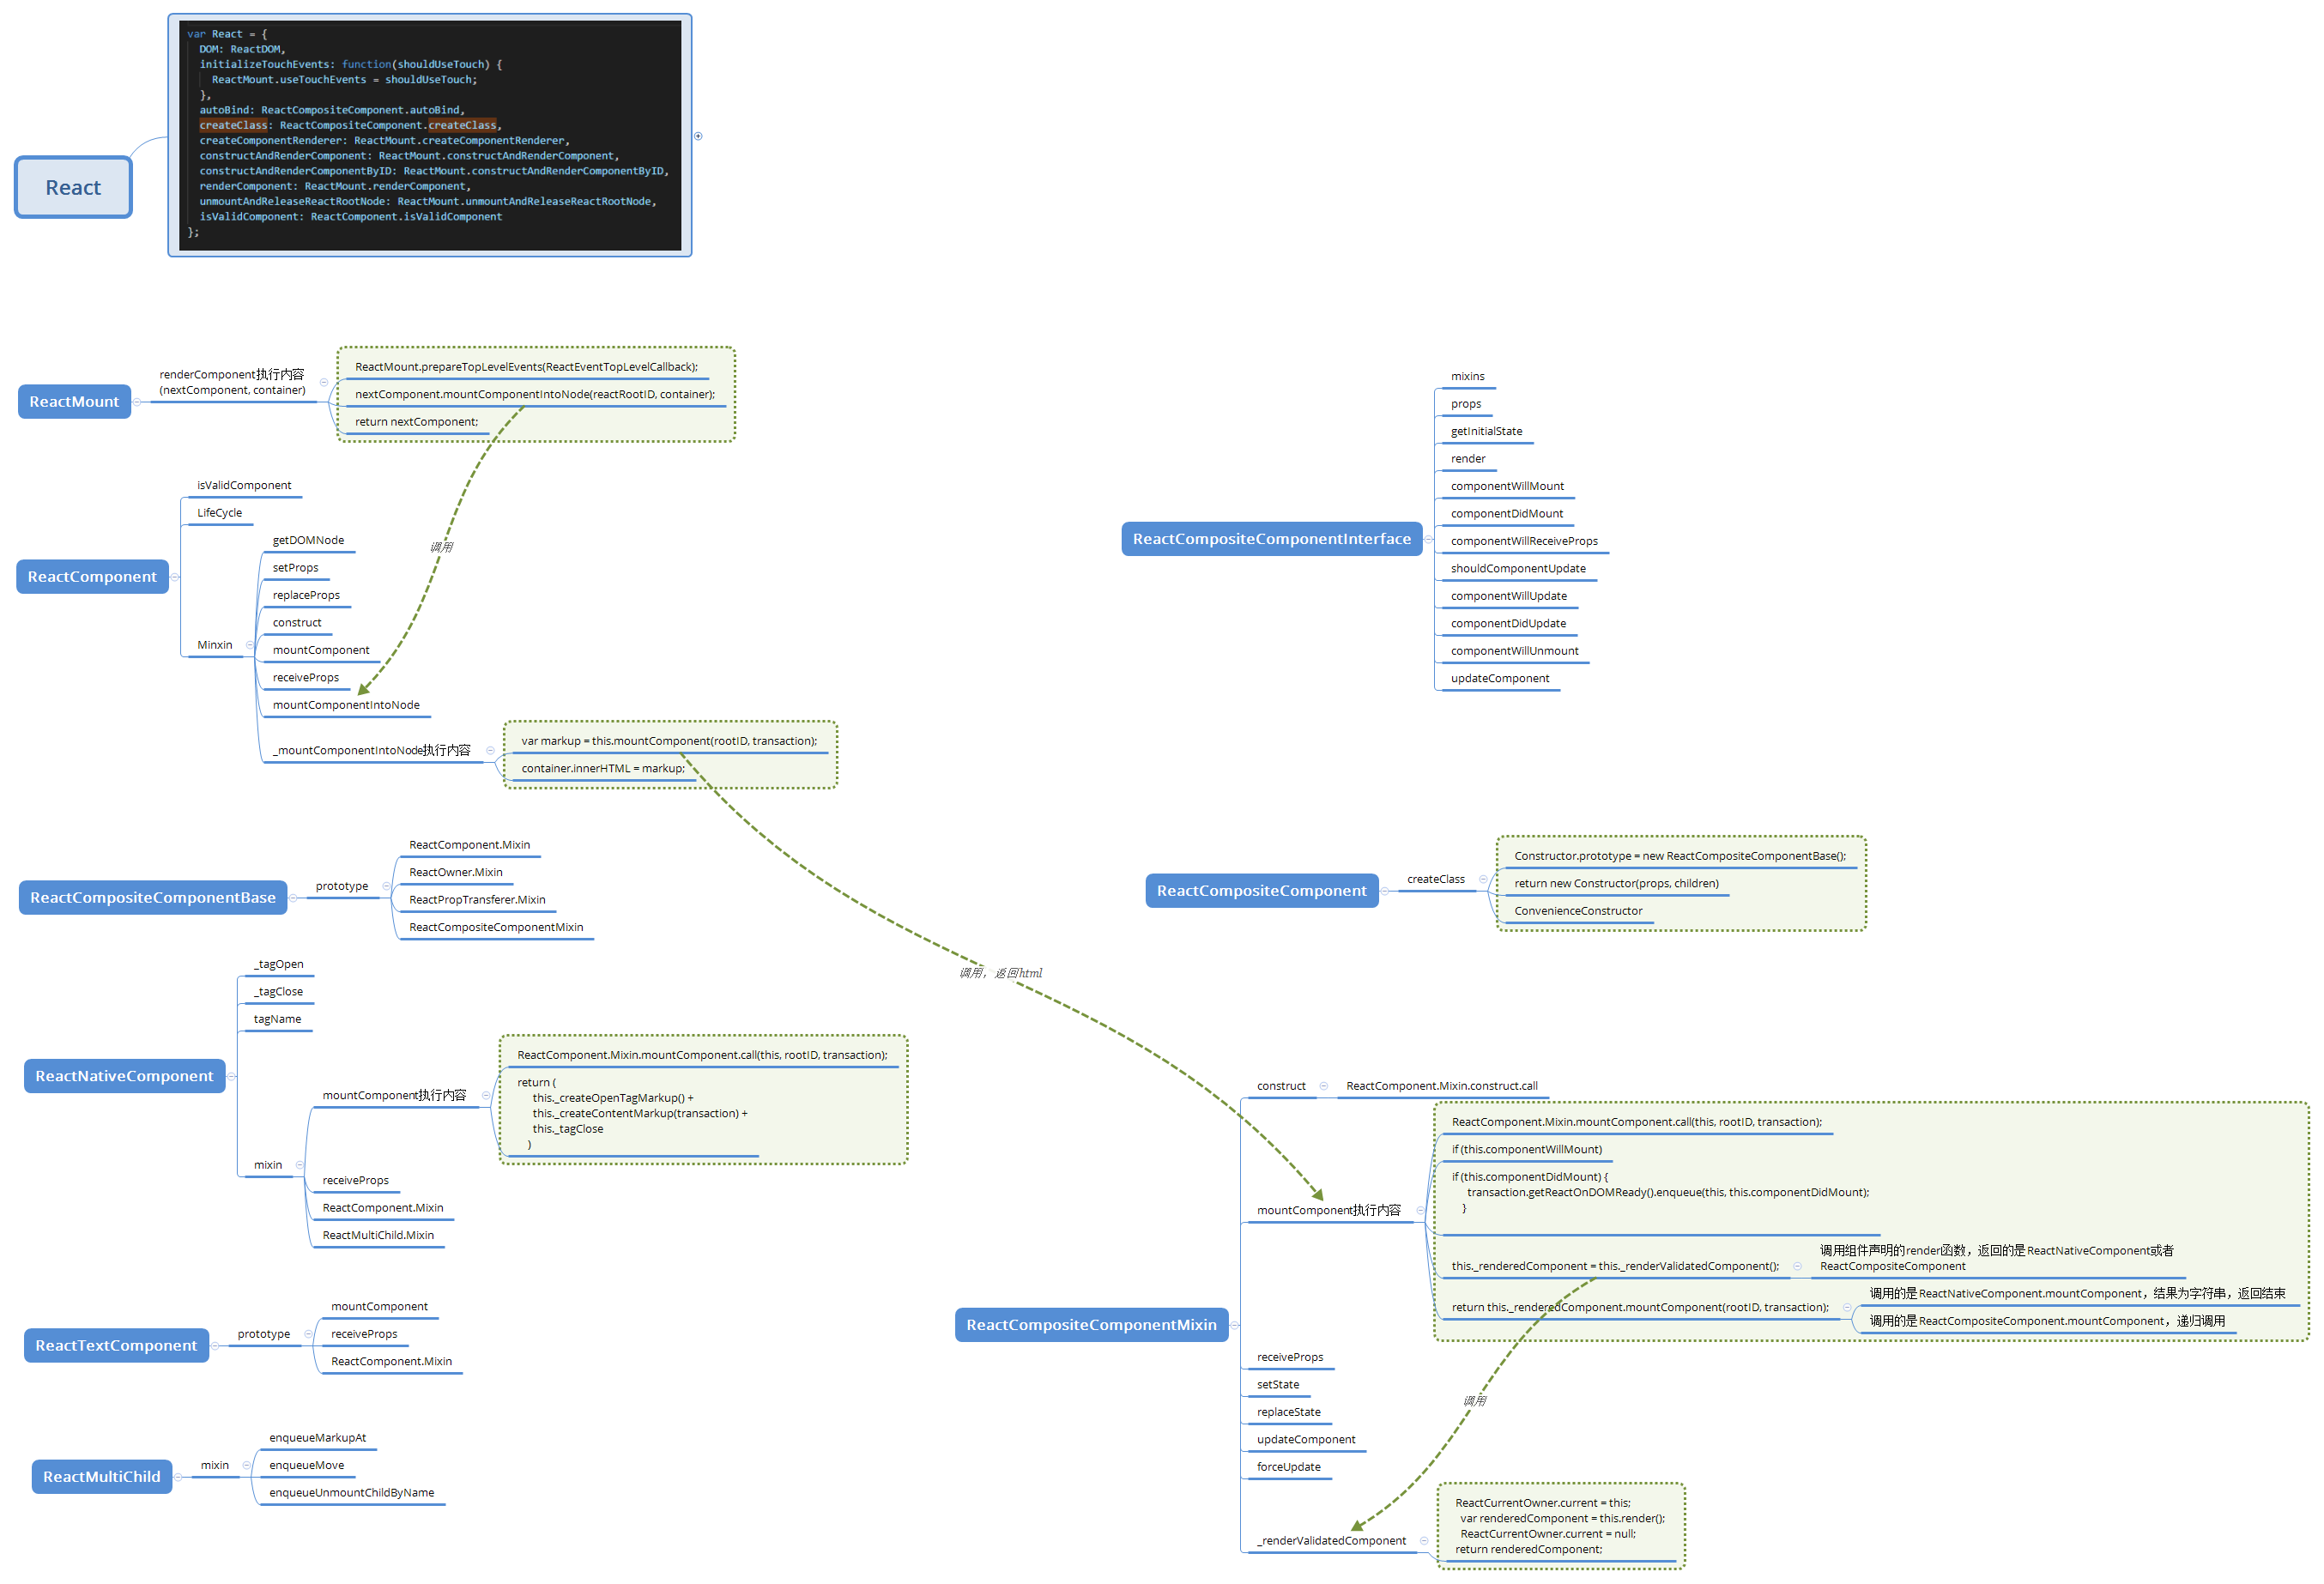 React
var React = {
DOM: ReactDOM,
initializeTouchEvents: function(shouldUseTouch) {
ReactMount.useTouchEvents = shouldUseTouch;
},
autoBind: ReactCompositeComponent.autoBind,
createClass: ReactCompositeComponent.createClass,
createComponentRenderer: ReactMount.createComponentRenderer,
constructAndRenderComponent: ReactMount.constructAndRenderComponent,
constructAndRenderComponentByID: ReactMount.constructAndRenderComponentByID,
renderComponent: ReactMount.renderComponent,
unmountAndReleaseReactRootNode: ReactMount.unmountAndReleaseReactRootNode,
isValidComponent: ReactComponent.isValidComponent
};
ReactMount
renderComponent执行内容
(nextComponent, container)
ReactMount.prepareTopLevelEvents(ReactEventTopLevelCallback);
nextComponent.mountComponentIntoNode(reactRootID, container);
return nextComponent;
调用
ReactComponent
isValidComponent
LifeCycle
Minxin
getDOMNode
setProps
replaceProps
construct
mountComponent
receiveProps
mountComponentIntoNode
_mountComponentIntoNode执行内容
var markup = this.mountComponent(rootID, transaction);
container.innerHTML = markup;
调用，返回html
ReactCompositeComponentBase
prototype
ReactComponent.Mixin
ReactOwner.Mixin
ReactPropTransferer.Mixin
ReactCompositeComponentMixin
ReactNativeComponent
_tagOpen
_tagClose
tagName
mixin
mountComponent执行内容
ReactComponent.Mixin.mountComponent.call(this, rootID, transaction);
return (
this._createOpenTagMarkup() +
this._createContentMarkup(transaction) +
this._tagClose
)
receiveProps
ReactComponent.Mixin
ReactMultiChild.Mixin
ReactTextComponent
prototype
mountComponent
receiveProps
ReactComponent.Mixin
ReactMultiChild
mixin
enqueueMarkupAt
enqueueMove
enqueueUnmountChildByName
ReactCompositeComponentInterface
mixins
props
getInitialState
render
componentWillMount
componentDidMount
componentWillReceiveProps
shouldComponentUpdate
componentWillUpdate
componentDidUpdate
componentWillUnmount
updateComponent
ReactCompositeComponent
createClass
Constructor.prototype = new ReactCompositeComponentBase();
return new Constructor(props, children)
ConvenienceConstructor
ReactCompositeComponentMixin
construct
ReactComponent.Mixin.construct.call
mountComponent执行内容
ReactComponent.Mixin.mountComponent.call(this, rootID, transaction);
if (this.componentWillMount)
if (this.componentDidMount) {
transaction.getReactOnDOMReady().enqueue(this, this.componentDidMount);
}
this._renderedComponent = this._renderValidatedComponent();
调用组件声明的render函数，返回的是ReactNativeComponent或者
ReactCompositeComponent
return this._renderedComponent.mountComponent(rootID, transaction);
调用的是ReactNativeComponent.mountComponent，结果为字符串，返回结束
调用的是ReactCompositeComponent.mountComponent，递归调用
receiveProps
setState
replaceState
updateComponent
forceUpdate
调用
_renderValidatedComponent
ReactCurrentOwner.current = this;
var renderedComponent = this.render();
ReactCurrentOwner.current = null;
return renderedComponent;